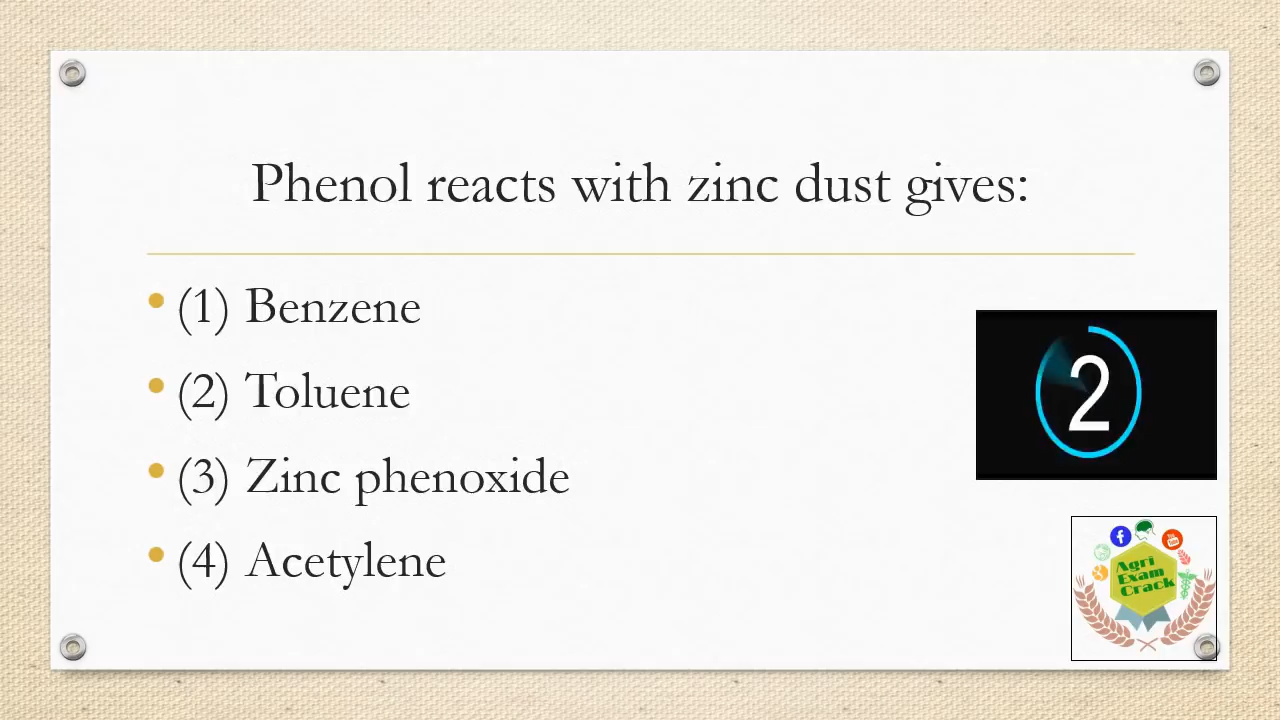 Phenol reacts with zinc dust gives:
(1) Benzene
(2) Toluene
(3) Zinc phenoxide
(4) Acetylene
2
Agri
Exam
Crack